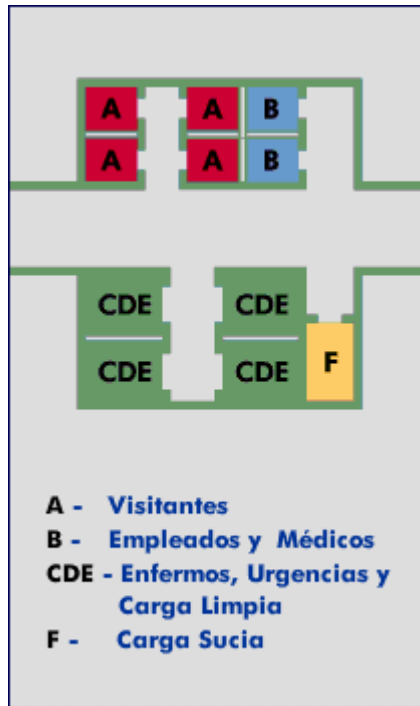 A A B
A A B
CDE CDE
CDE CDE F
A - Visitantes
B - Empleados y Médicos
CDE - Enfermos, Urgencias y
Carga Limpia
F - Carga Sucia